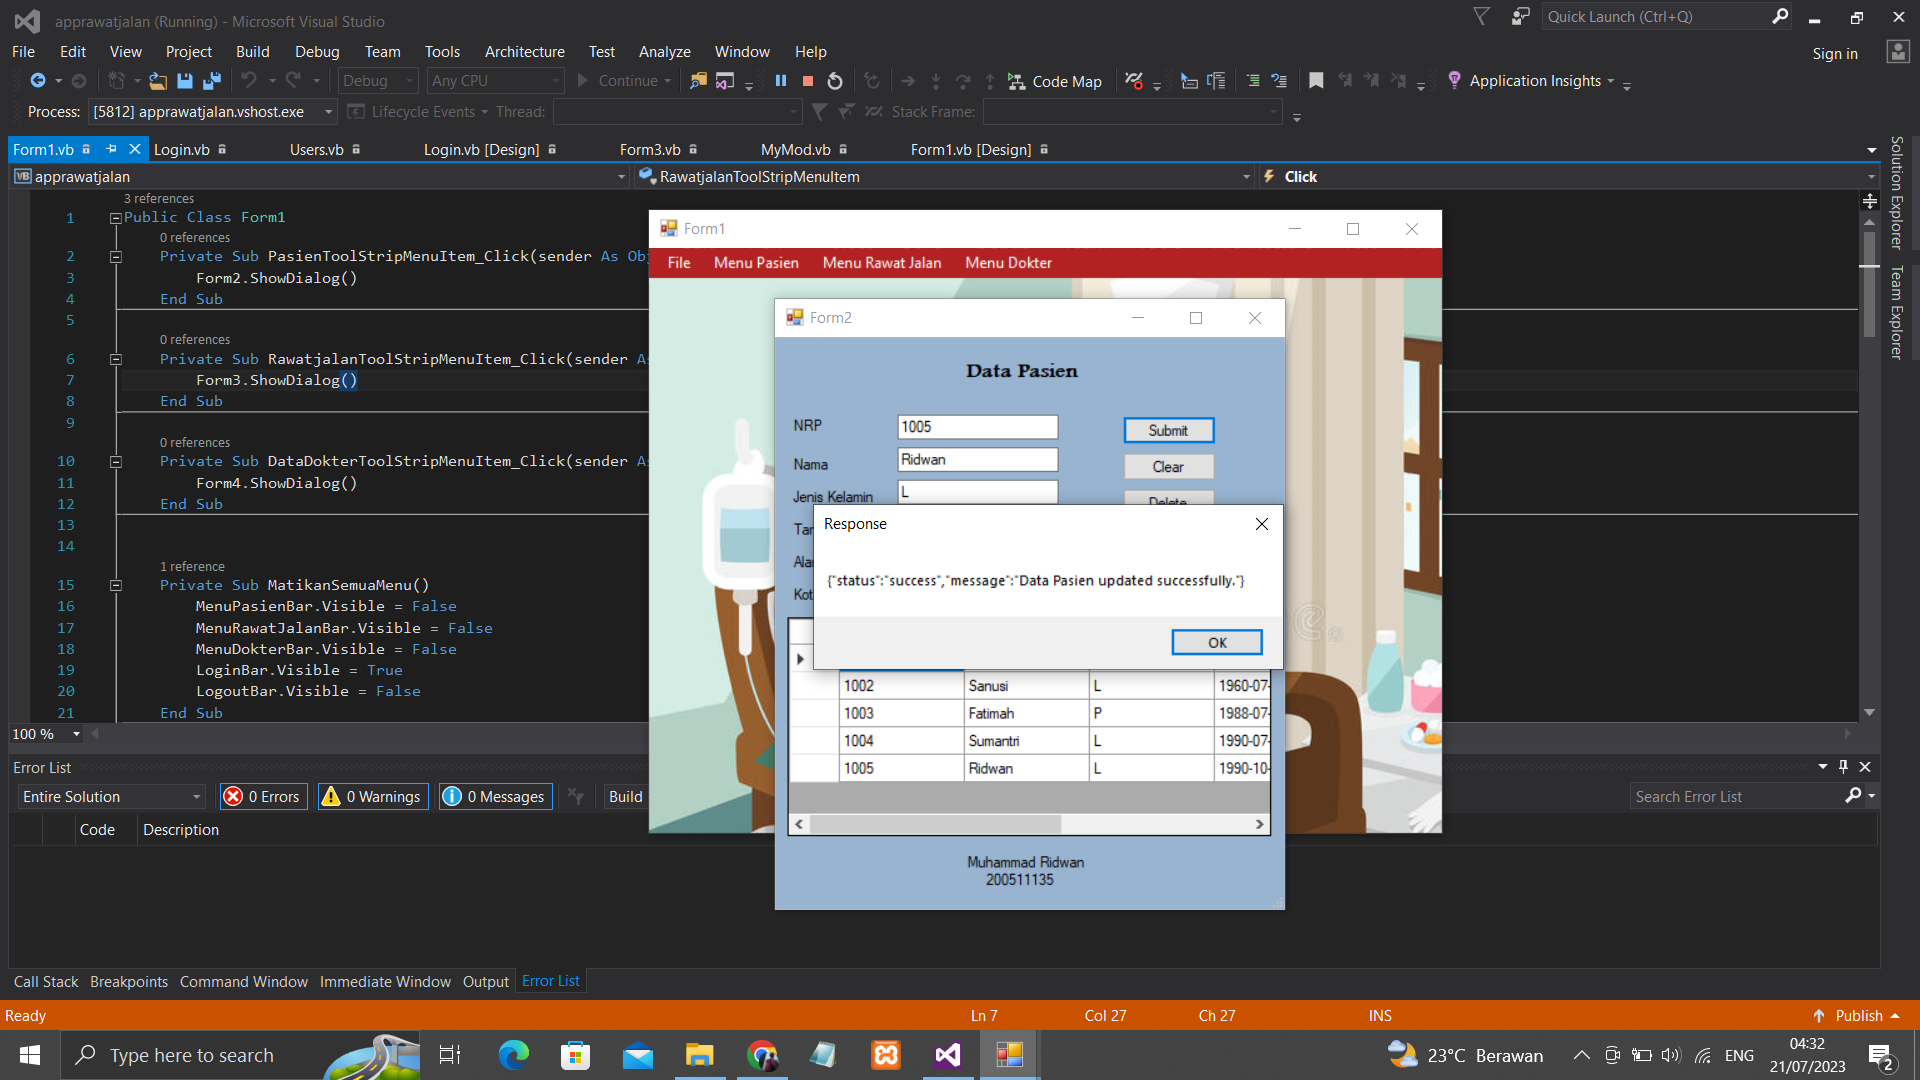 apprawatjalan (Running) - Microsoft Visual Studio
Quick Launch (Ctrl+Q)
File Edit View Project Build Debug Team Tools Architecture Test Analyze Window Help
Sign in
Debug Any CPU Continue Code Map Application Insights
Process: [5812] apprawatjalan.vshost.exe Lifecycle Events Thread: Stack Frame:
Form1.vb Login.vb Users.vb Login.vb [Design] Form3.vb MyMod.vb Form1.vb [Design]
apprawatjalan RawatjalanToolStripMenuItem Click
Solution Explorer
Team Explorer
3 references
1 Public Class Form1
0 references
2 Private Sub PasienToolStripMenuItem_Click(sender As Ob
3 Form2.ShowDialog()
4 End Sub
5
0 references
6 Private Sub RawatjalanToolStripMenuItem_Click(sender As
7 Form3.ShowDialog()
8 End Sub
9
0 references
10 Private Sub DataDokterToolStripMenuItem_Click(sender As
11 Form4.ShowDialog()
12 End Sub
13
14
1 reference
15 Private Sub MatikanSemuaMenu()
16 MenuPasienBar.Visible = False
17 MenuRawatJalanBar.Visible = False
18 MenuDokterBar.Visible = False
19 LoginBar.Visible = True
20 LogoutBar.Visible = False
21 End Sub
100 %
Form1
File Menu Pasien Menu Rawat Jalan Menu Dokter
Form2
Data Pasien
NRP 1005 Submit
Nama Ridwan Clear
Jenis Kelamin L Delete
Tan
Ala
Kot
Response
{"status":"success","message":"Data Pasien updated successfully."}
OK
1002 Sanusi L 1960-07-
1003 Fatimah P 1988-07-
1004 Sumantri L 1990-07-
1005 Ridwan L 1990-10-
Muhammad Ridwan
200511135
Error List
Entire Solution 0 Errors 0 Warnings 0 Messages Build
Search Error List
Code Description
Call Stack Breakpoints Command Window Immediate Window Output Error List
Ready Ln 7 Col 27 Ch 27 INS Publish
Type here to search
23°C Berawan ENG
04:32
21/07/2023
2